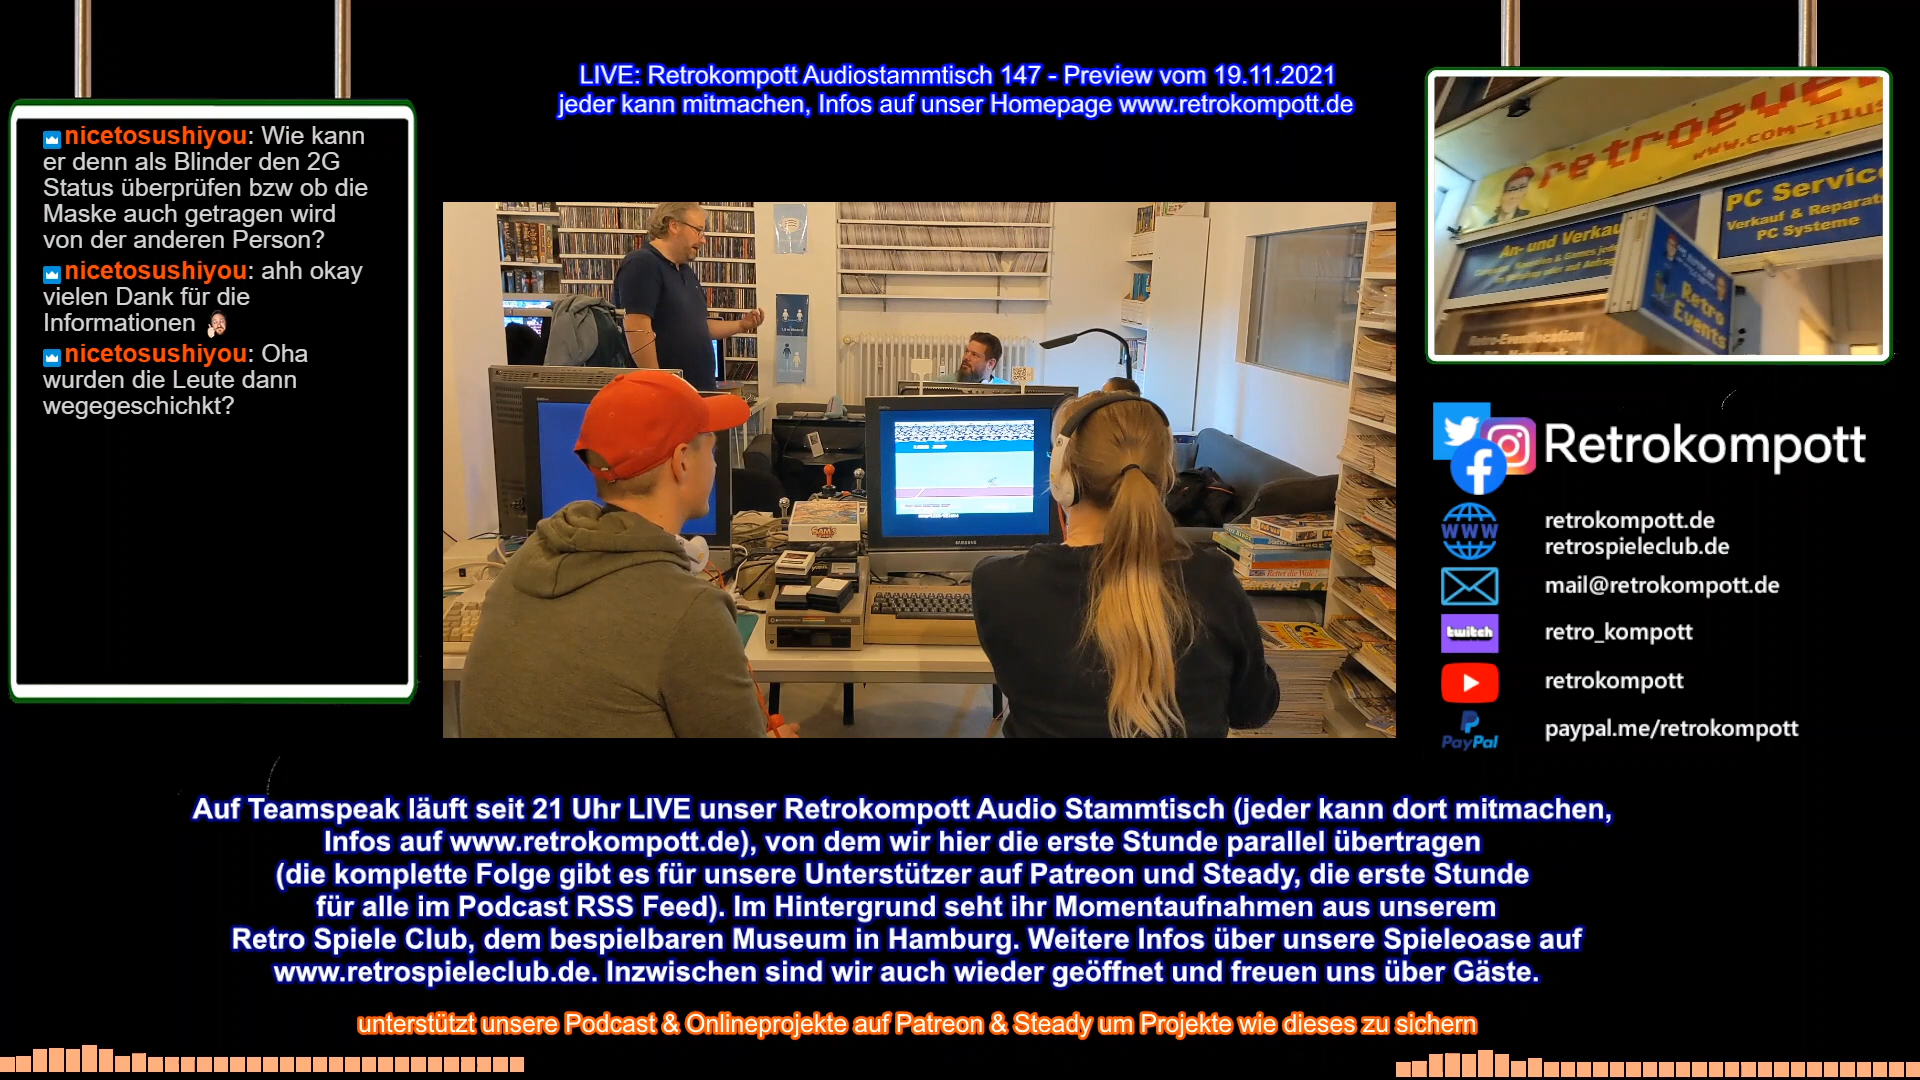 LIVE: Retrokompott Audiostammtisch 147 - Preview vom 19.11.2021
jeder kann mitmachen, Infos auf unser Homepage www.retrokompott.de
nicetosushiyou: Wie kann
er denn als Blinder den 2G
Status überprüfen bzw ob die
Maske auch getragen wird
von der anderen Person?
nicetosushiyou: ahh okay
vielen Dank für die
Informationen
nicetosushiyou: Oha
wurden die Leute dann
wegegeschichkt?
PC Service
Verkauf & Reparat
PC Systeme
An- und Verkau
Retro
Events
Retro-Eventlocation
SAMSUNG
Rettet die Wale!
Retrokompott
WWW
retrokompott.de
retrospieleclub.de
mail@retrokompott.de
twitch
retro_kompott
retrokompott
PayPal
paypal.me/retrokompott
Auf Teamspeak läuft seit 21 Uhr LIVE unser Retrokompott Audio Stammtisch (jeder kann dort mitmachen,
Infos auf www.retrokompott.de), von dem wir hier die erste Stunde parallel übertragen
(die komplette Folge gibt es für unsere Unterstützer auf Patreon und Steady, die erste Stunde
für alle im Podcast RSS Feed). Im Hintergrund seht ihr Momentaufnahmen aus unserem
Retro Spiele Club, dem bespielbaren Museum in Hamburg. Weitere Infos über unsere Spieleoase auf
www.retrospieleclub.de. Inzwischen sind wir auch wieder geöffnet und freuen uns über Gäste.
unterstützt unsere Podcast & Onlineprojekte auf Patreon & Steady um Projekte wie dieses zu sichern